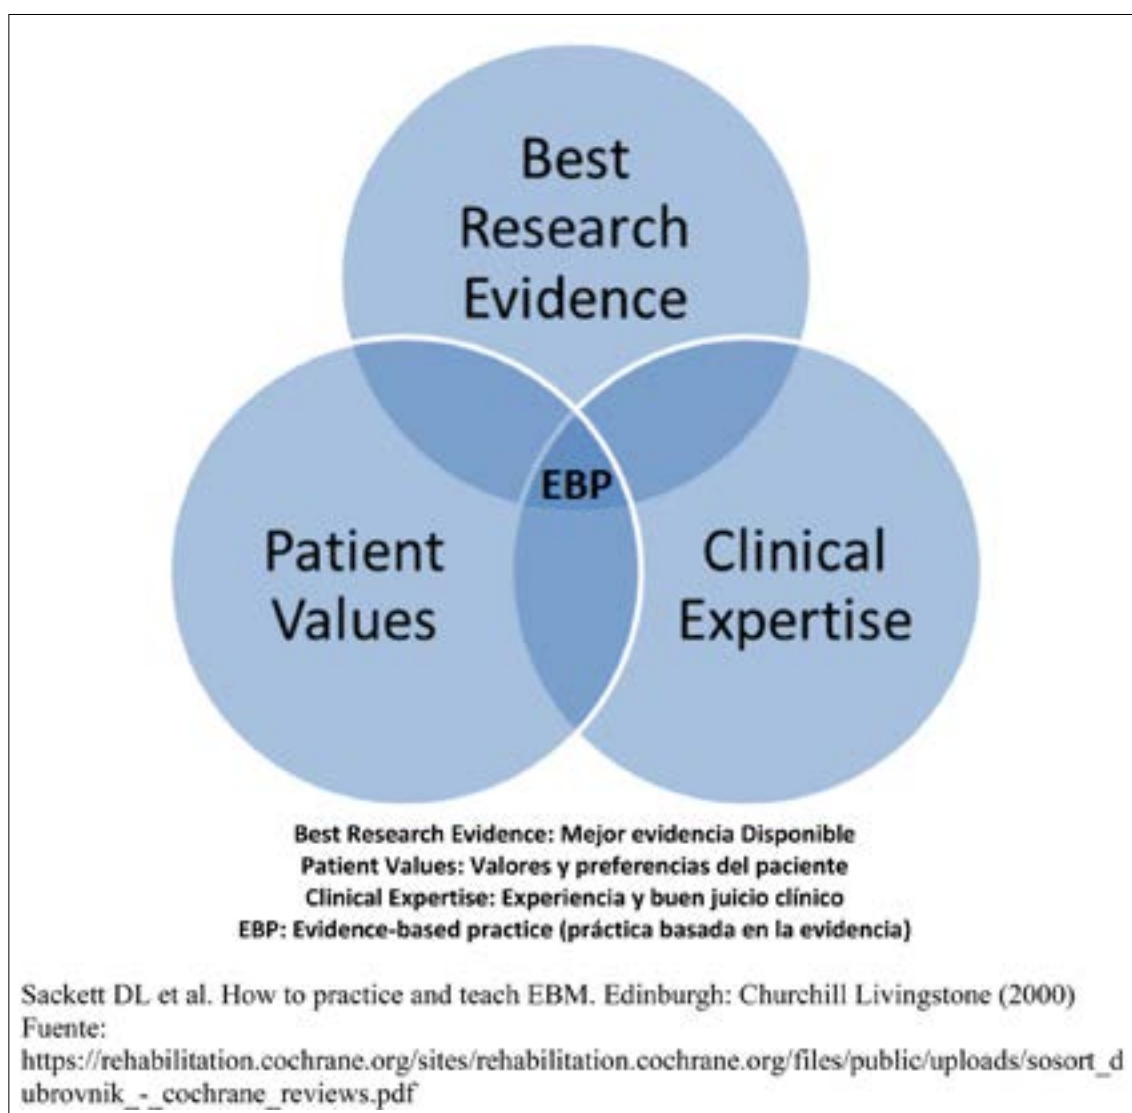 Best
Research
Evidence
EBP
Patient
Values
Clinical
Expertise
Best Research Evidence: Mejor evidencia Disponible
Patient Values: Valores y preferencias del paciente
Clinical Expertise: Experiencia y buen juicio clínico
EBP: Evidence-based practice (práctica basada en la evidencia)
Sackett DL et al. How to practice and teach EBM. Edinburgh: Churchill Livingstone (2000)
Fuente:
https://rehabilitation.cochrane.org/sites/rehabilitation.cochrane.org/files/public/uploads/sosort_d
ubrovnik_-_cochrane_reviews.pdf